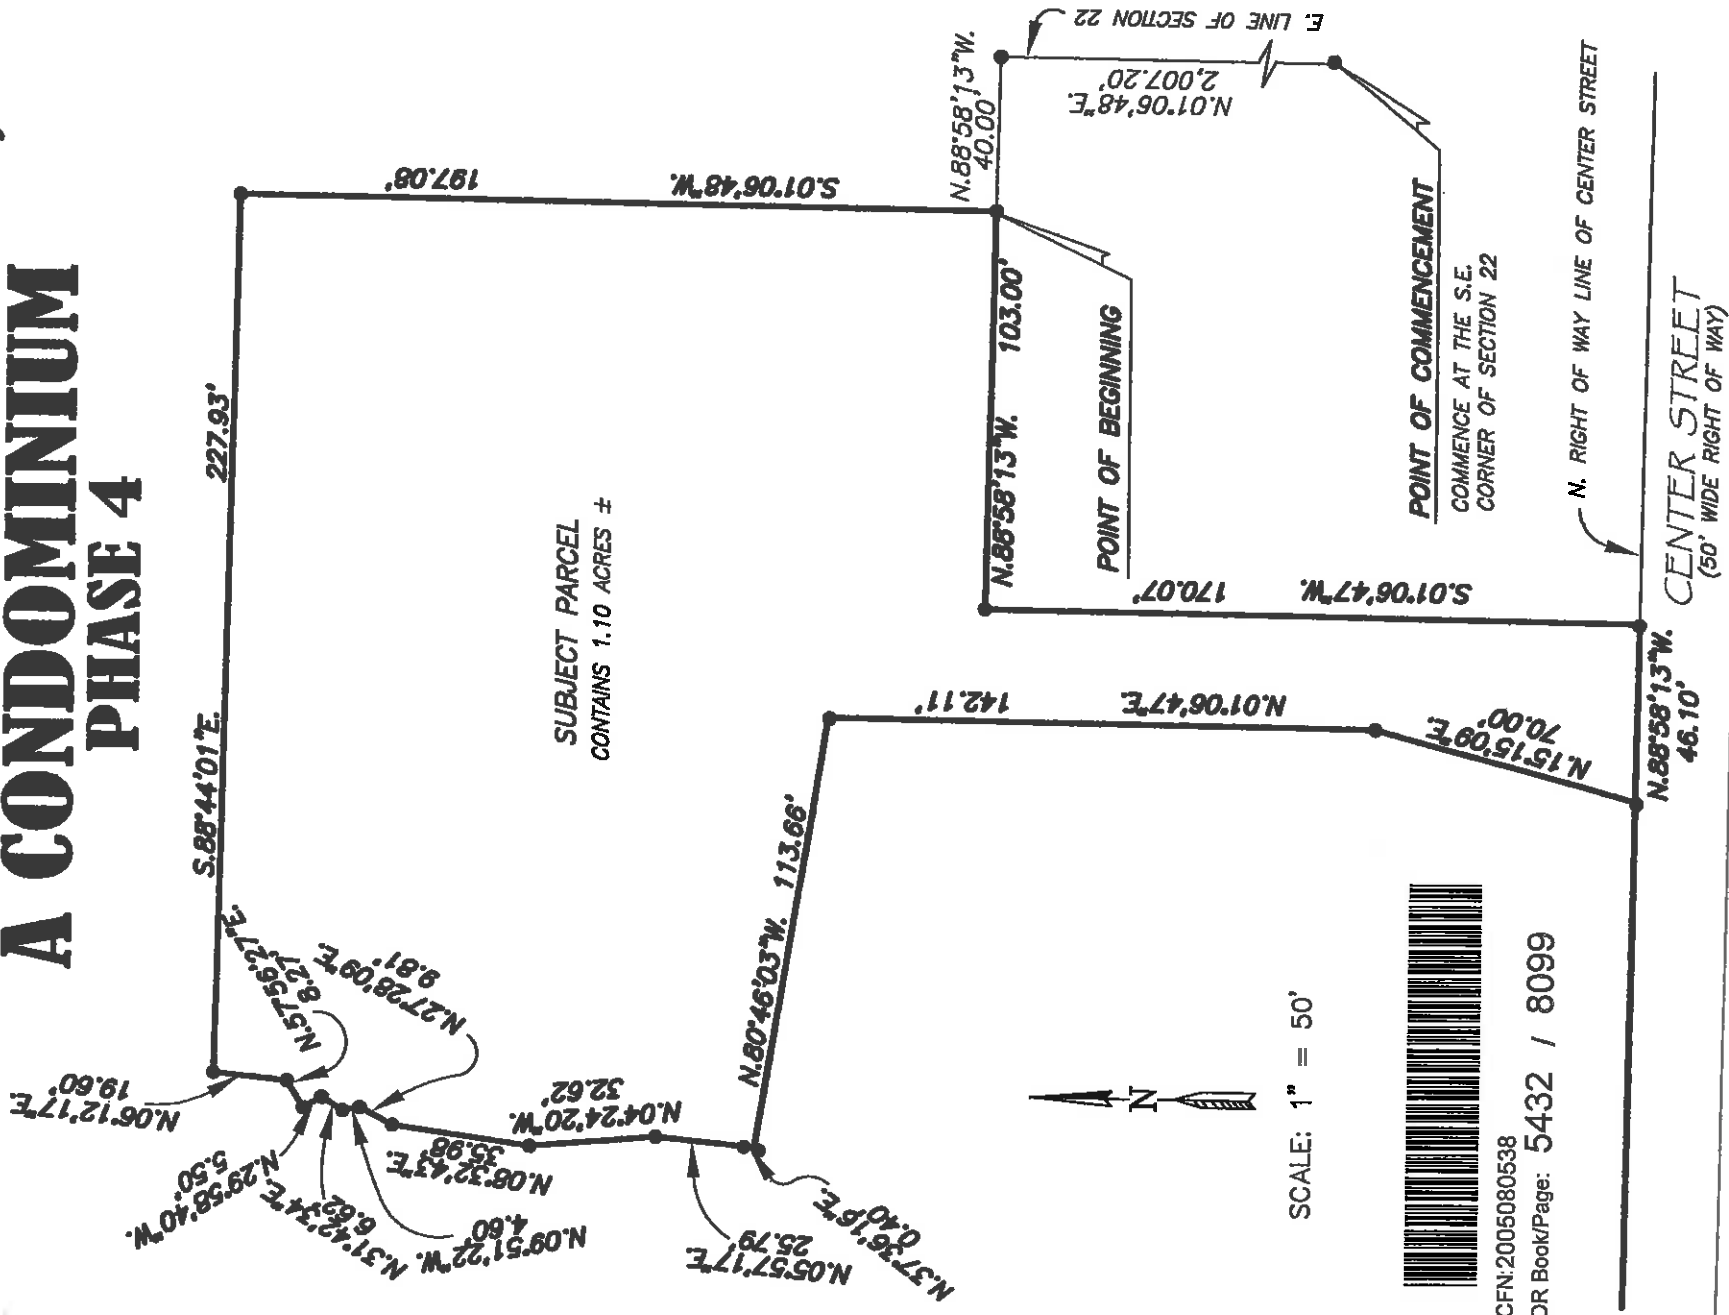 A CONDOMINIUM
PHASE 4
S.88°44'01"E. 227.93'
197.08'
S.01°06'48"W.
N.88°58'13"W.
40.00'
E. LINE OF SECTION 22
N.01°06'48"E.
2,007.20'
N.88°58'13"W. 103.00'
POINT OF BEGINNING
POINT OF COMMENCEMENT
COMMENCE AT THE S.E.
CORNER OF SECTION 22
SUBJECT PARCEL
CONTAINS 1.10 ACRES ±
170.07'
S.01°06'47"W.
N. RIGHT OF WAY LINE OF CENTER STREET
CENTER STREET
(50' WIDE RIGHT OF WAY)
N.88°58'13"W.
46.10'
N.15°15'09"E.
70.00'
N.01°06'47"E. 142.11'
N.80°46'03"W. 113.66'
N.37°36'16"E.
0.40'
N.05°57'17"E.
25.79'
N.04°24'20"W.
32.62'
N.08°32'43"E.
35.98'
N.27°28'09"E.
9.81'
N.09°51'22"W.
4.60'
N.31°42'34"E.
6.62'
N.29°58'40"W.
5.50'
N.57°56'27"E.
8.27'
N.06°12'17"E.
19.60'
N
SCALE: 1" = 50'
CFN:2005080538
OR Book/Page: 5432 / 8099